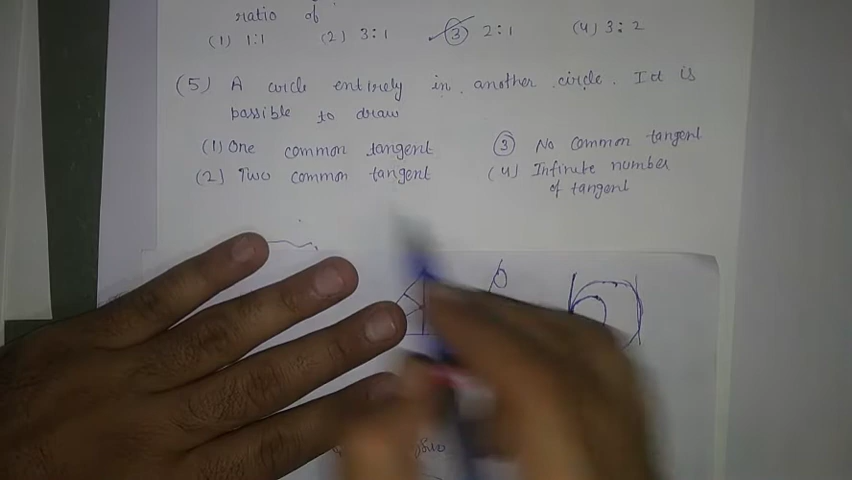 ratio of
(1) 1:1 (2) 3:1 (3) 2:1 (4) 3:2
(5) A circle entirely in another circle. It is
possible to draw
(1) One common tangent (3) No common tangent
(2) Two common tangent (4) Infinite number
of tangent